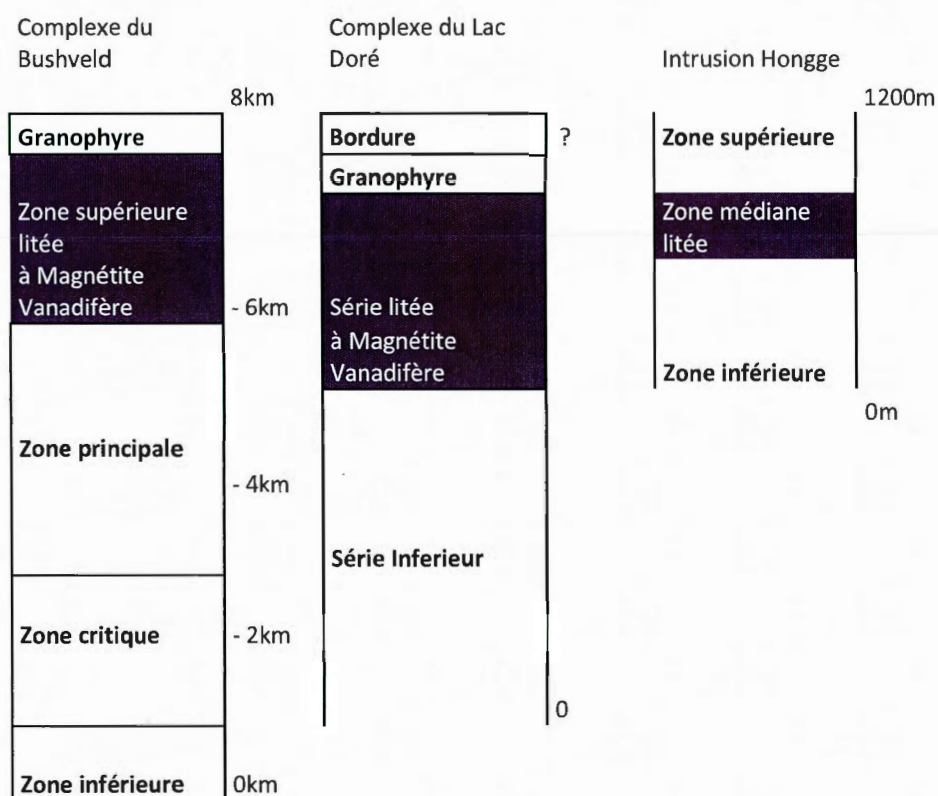 Complexe du
Bushveld
8km
Granophyre
Zone supérieure
litée
à Magnétite
Vanadifère
- 6km
Zone principale
- 4km
Zone critique
- 2km
Zone inférieure
0km
Complexe du Lac
Doré
Bordure
?
Granophyre
Série litée
à Magnétite
Vanadifère
Série Inferieur
0
Intrusion Hongge
1200m
Zone supérieure
Zone médiane
litée
Zone inférieure
0m